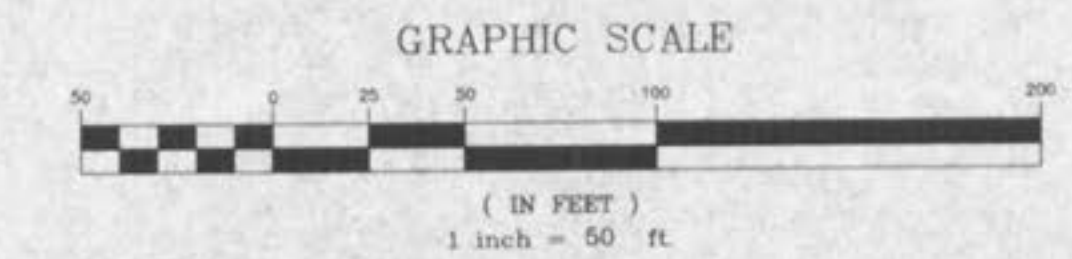 GRAPHIC SCALE
50 0 25 50 100 200
( IN FEET )
1 inch = 50 ft.